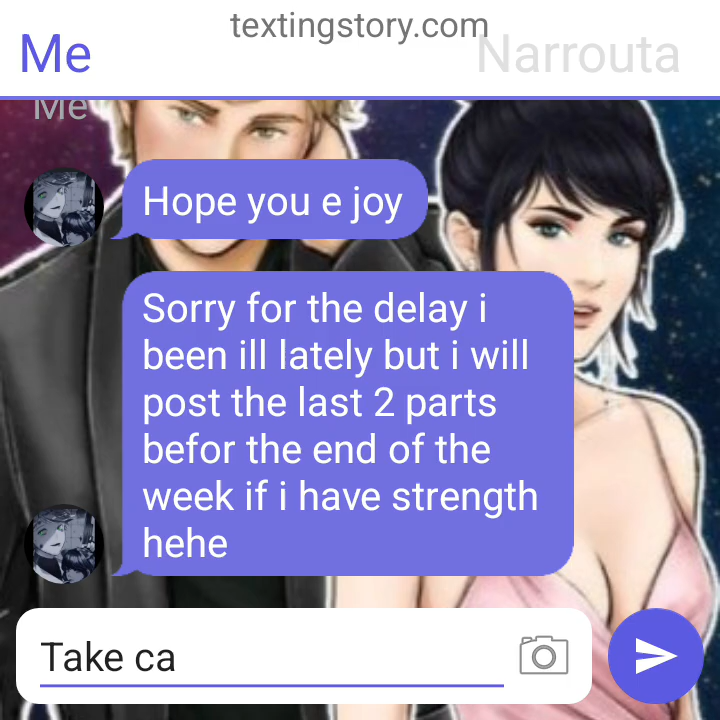 textingstory.com
Me
Narrouta
Me
Hope you e joy
Sorry for the delay i
been ill lately but i will
post the last 2 parts
befor the end of the
week if i have strength
hehe
Take ca